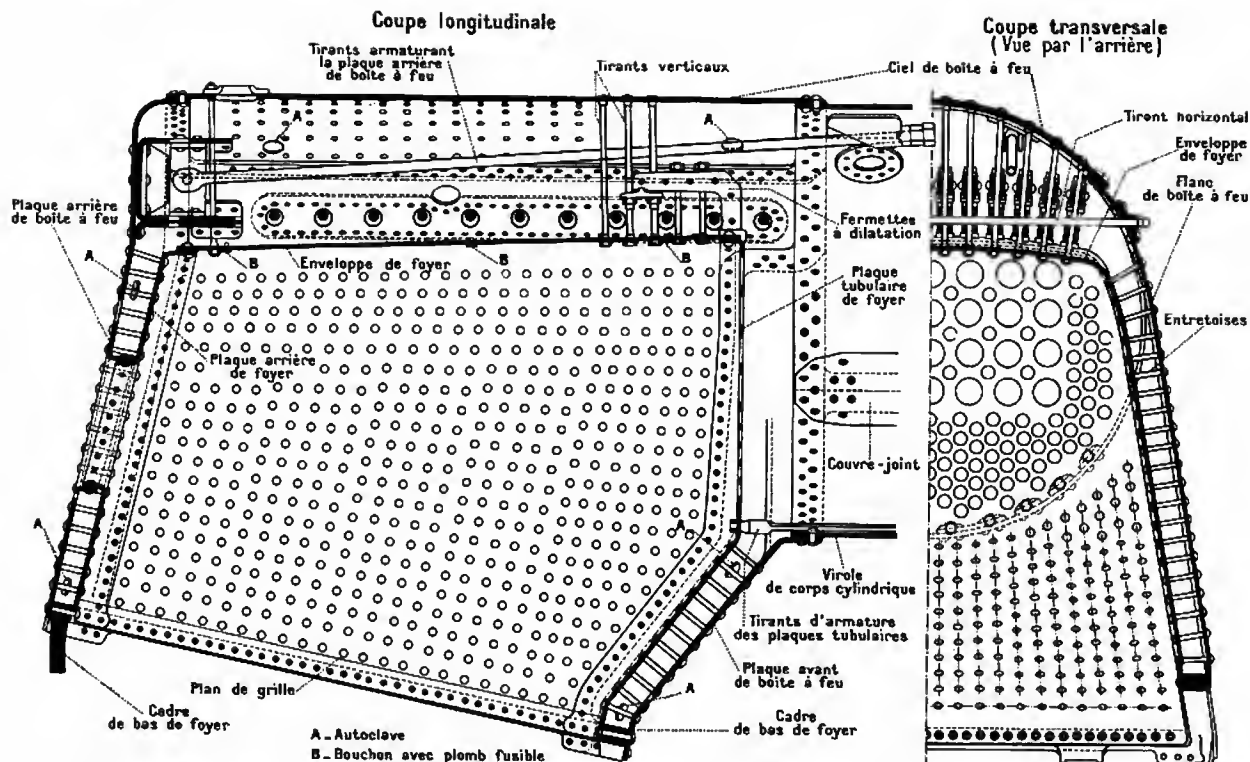 Coupe longitudinale
Coupe transversale
(Vue par l'arrière)
Tirants armaturant
la plaque arrière
de boîte à feu
Tirants verticaux
Ciel de boîte à feu
A
A
Tirant horizontal
Enveloppe
de foyer
Flanc
de boîte à feu
Plaque arrière
de boîte à feu
Fermettes
à dilatation
A
B
Enveloppe de foyer
B
B
Plaque
tubulaire
de foyer
Entretoises
Plaque arrière
de foyer
Couvre-joint
A
A
Virole
de corps cylindrique
Tirants d'armature
des plaques tubulaires
Plaque avant
de boîte à feu
Plan de grille
A
Cadre
de bas de foyer
Cadre
de bas de foyer
A_Autoclave
B_Bouchon avec plomb fusible